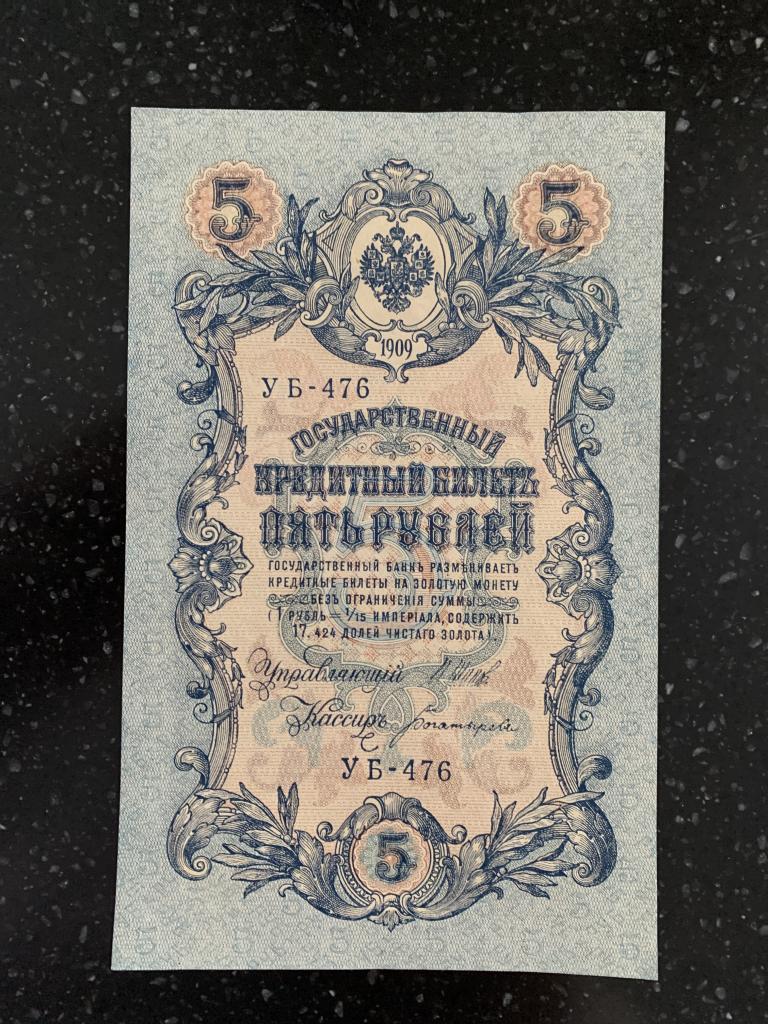 5 5
1909
УБ-476
ГОСУДАРСТВЕННЫЙ
КРЕДИТНЫЙ БИЛЕТЪ
ПЯТЬ РУБЛЕЙ
ГОСУДАРСТВЕННЫЙ БАНКЪ РАЗМѢНИВАЕТЪ
КРЕДИТНЫЕ БИЛЕТЫ НА ЗОЛОТУЮ МОНЕТУ
БЕЗЪ ОГРАНИЧЕНІЯ СУММЫ
(1 РУБЛЬ = 1/15 ИМПЕРІАЛА, СОДЕРЖИТЪ
17,424 ДОЛЕЙ ЧИСТАГО ЗОЛОТА).
Управляющій
Кассиръ Богатыревъ
УБ-476
5